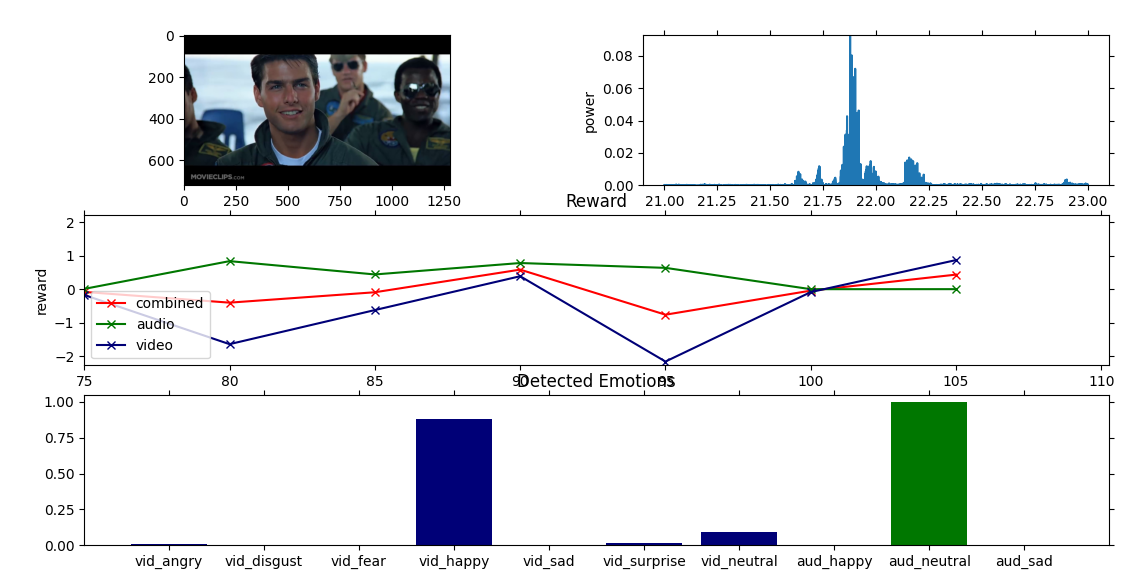 0
200
400
600
0 250 500 750 1000 1250
MOVIECLIPS.COM
power
0.08
0.06
0.04
0.02
0.00
21.00 21.25 21.50 21.75 22.00 22.25 22.50 22.75 23.00
Reward
reward
2
1
0
−1
−2
combined
audio
video
75 80 85 90 95 100 105 110
Detected Emotions
1.00
0.75
0.50
0.25
0.00
vid_angry vid_disgust vid_fear vid_happy vid_sad vid_surprise vid_neutral aud_happy aud_neutral aud_sad